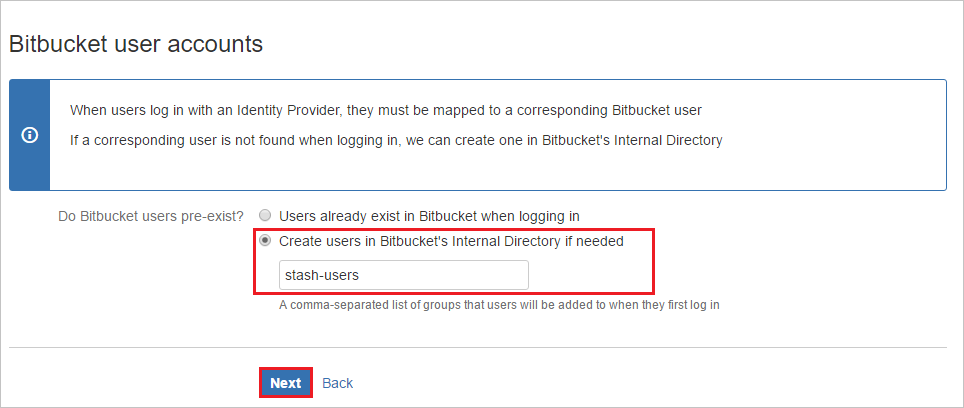 Bitbucket user accounts
When users log in with an Identity Provider, they must be mapped to a corresponding Bitbucket user
If a corresponding user is not found when logging in, we can create one in Bitbucket's Internal Directory
Do Bitbucket users pre-exist?
Users already exist in Bitbucket when logging in
Create users in Bitbucket's Internal Directory if needed
stash-users
A comma-separated list of groups that users will be added to when they first log in
Next
Back